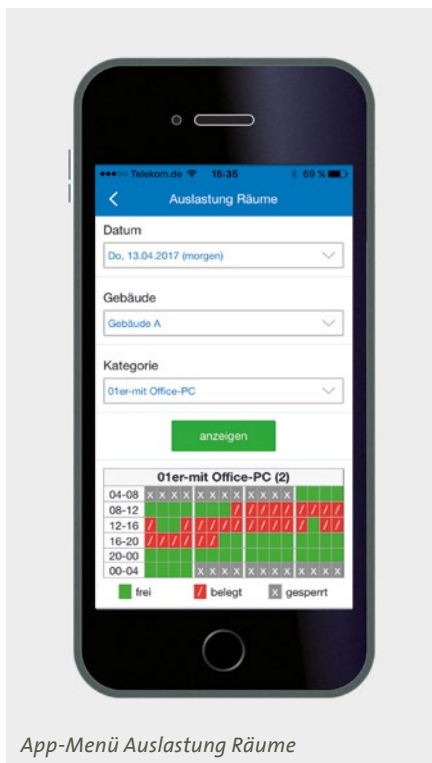 ●●●○○ Telekom.de 15:35 69 %
Auslastung Räume
Datum
Do, 13.04.2017 (morgen)
Gebäude
Gebäude A
Kategorie
01er-mit Office-PC
anzeigen
01er-mit Office-PC (2)
04-08 x x x x x x x x x x x x
08-12 / / / / / / / / /
12-16 / / / / / / / / / / / / /
16-20 / / / / / /
20-00
00-04 x x x x x x x x x x x x
frei / belegt x gesperrt
App-Menü Auslastung Räume